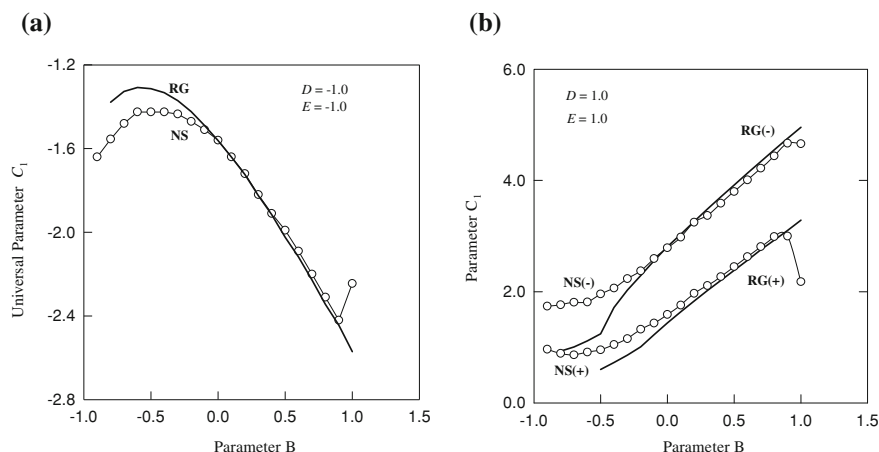 (a)
-1.2
RG
D = -1.0
E = -1.0
NS
-1.6
-2.0
-2.4
-2.8
-1.0
-0.5
0.0
0.5
1.0
1.5
Universal Parameter C1
Parameter B
(b)
6.0
D = 1.0
E = 1.0
RG(-)
4.0
NS(-)
RG(+)
2.0
NS(+)
0.0
-1.0
-0.5
0.0
0.5
1.0
1.5
Parameter C1
Parameter B